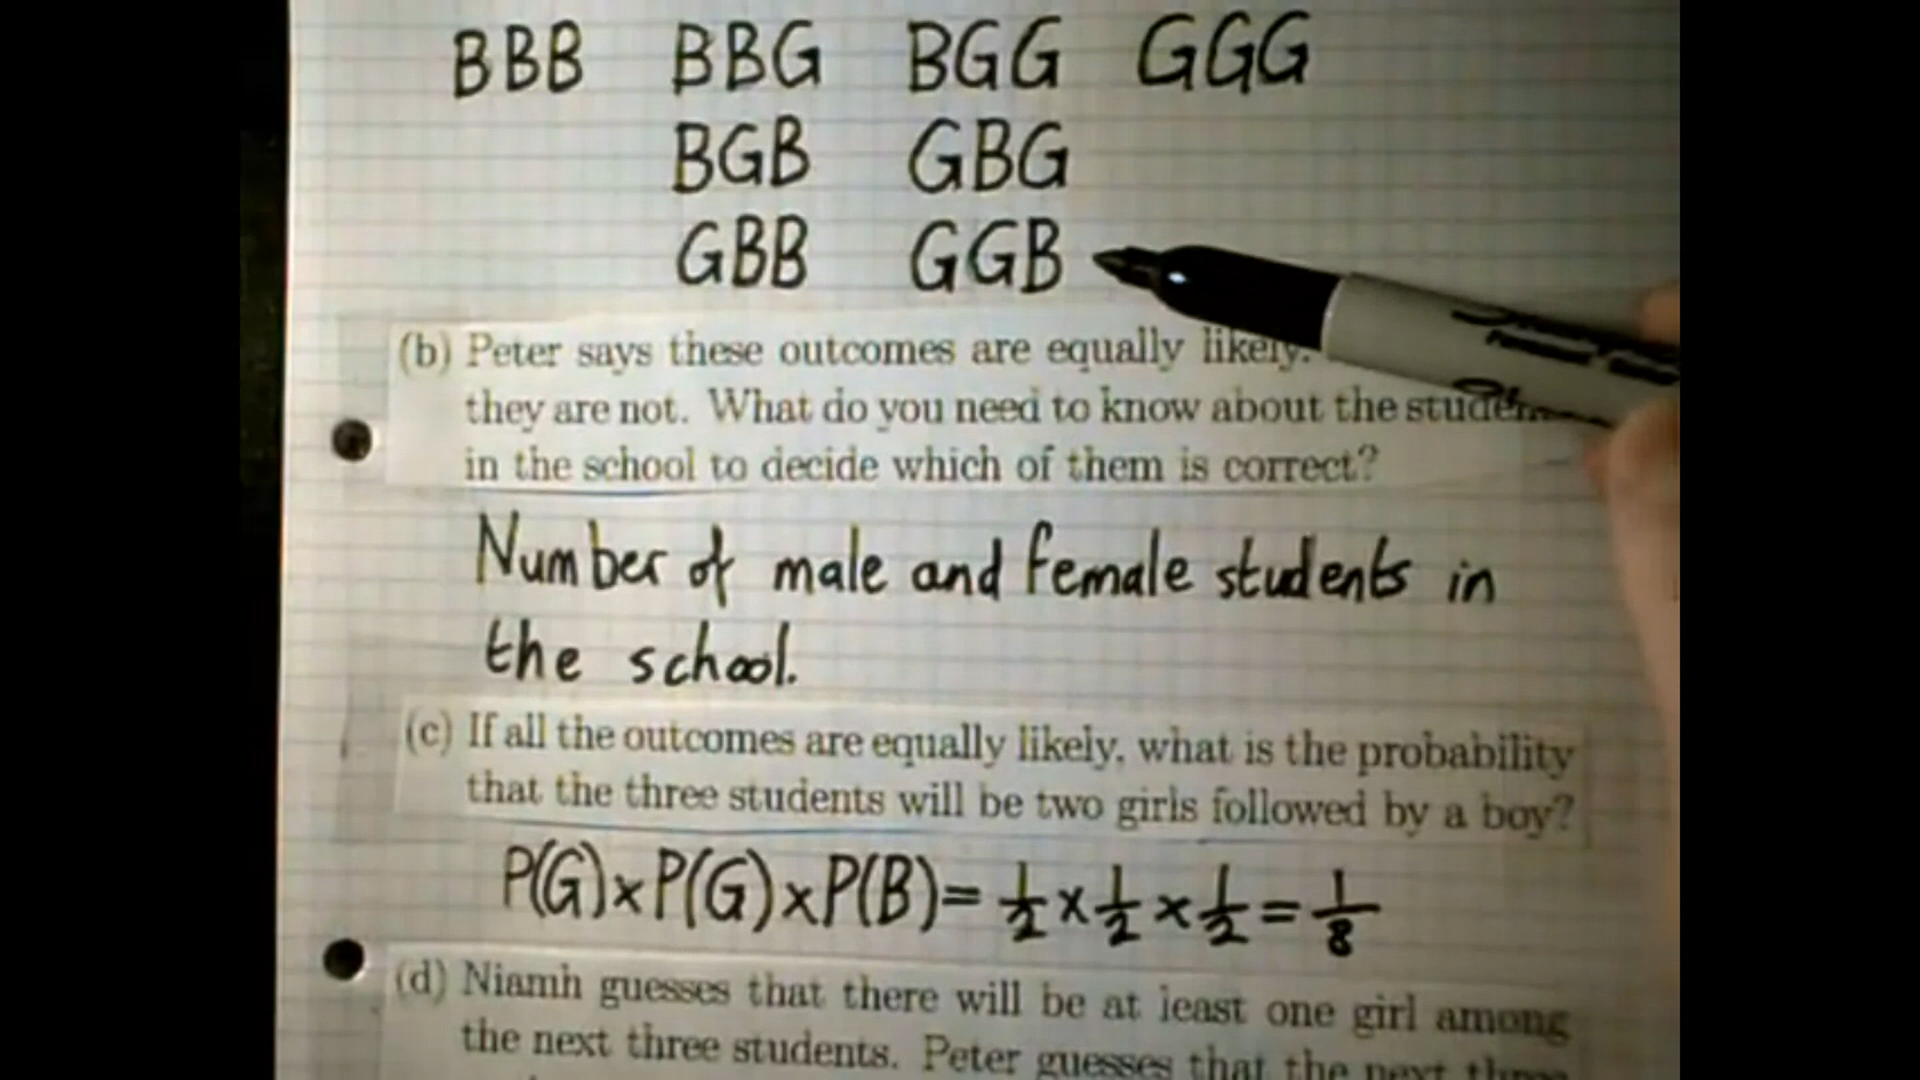 BBB BBG BGG GGG
BGB GBG
GBB GGB
(b) Peter says these outcomes are equally likely.
they are not. What do you need to know about the
in the school to decide which of them is correct?
Number of male and female students in
the school.
(c) If all the outcomes are equally likely, what is the probability
that the three students will be two girls followed by a boy?
P(G)×P(G)×P(B)= 1/2 × 1/2 × 1/2 = 1/8
(d) Niamh guesses that there will be at least one girl among
the next three students. Peter guesses that the next three